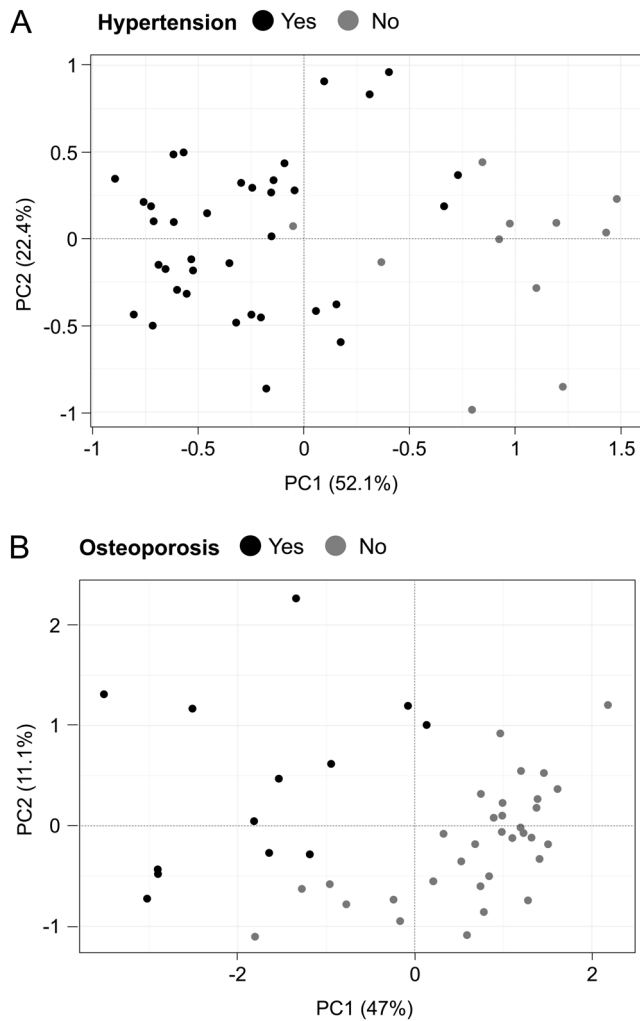 A
Hypertension Yes No
1
0.5
0
-0.5
-1
PC2 (22.4%)
-1 -0.5 0 -0.5 1 1.5
PC1 (52.1%)
B
Osteoporosis Yes No
2
1
0
-1
PC2 (11.1%)
-2 0 2
PC1 (47%)